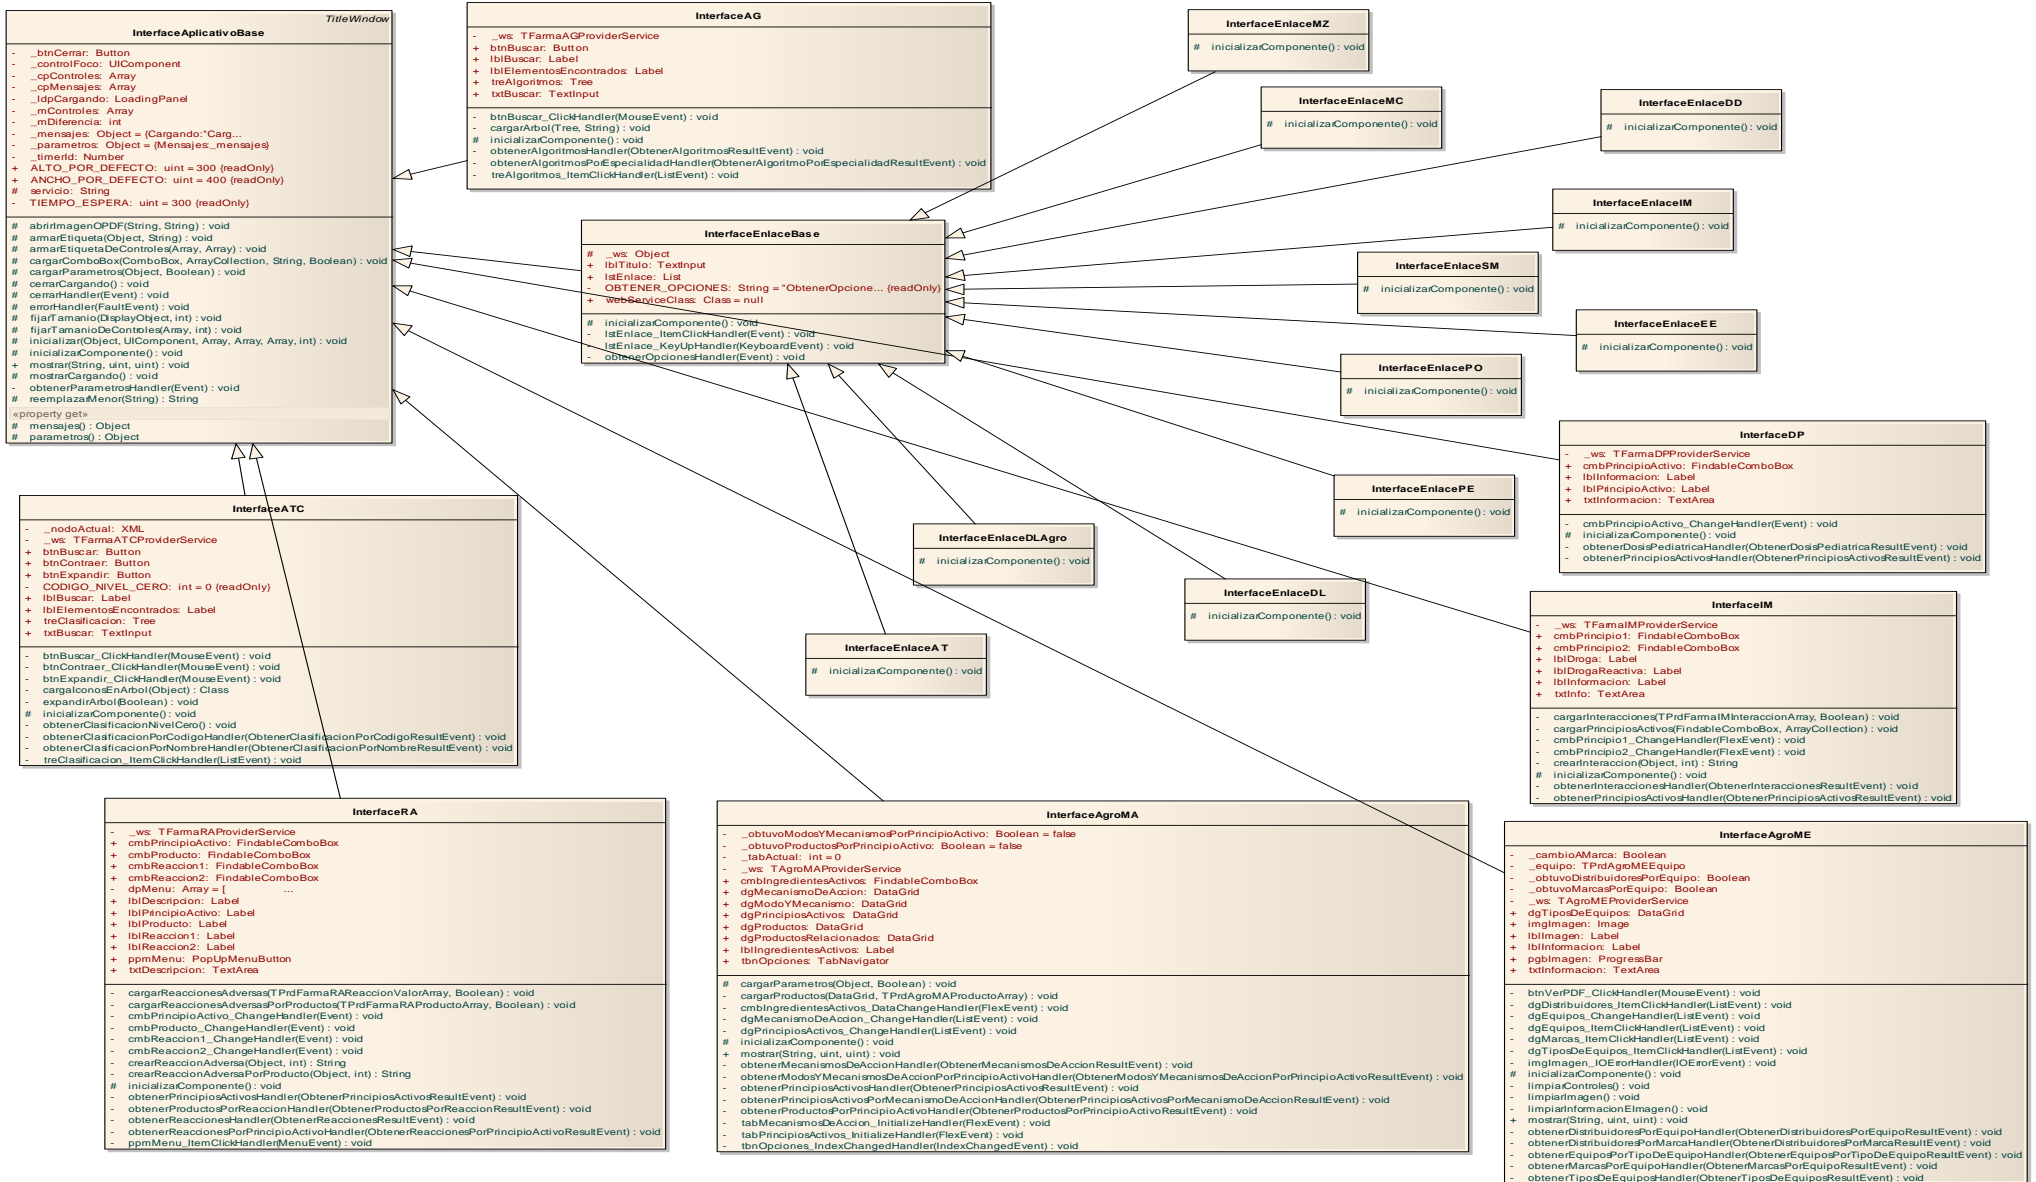 TitleWindow
InterfaceAplicativoBase
- _btnCerrar: Button
- _controlFoco: UIComponent
- _cpControles: Array
- _cpMensajes: Array
- _ldpCargando: LoadingPanel
- _mControles: Array
- _mDiferencia: int
- _mensajes: Object = {Cargando:"Carg...
- _parametros: Object = {Mensajes:_mensajes}
- _timerId: Number
+ ALTO_POR_DEFECTO: uint = 300 {readOnly}
+ ANCHO_POR_DEFECTO: uint = 400 {readOnly}
# servicio: String
- TIEMPO_ESPERA: uint = 300 {readOnly}
# abrirImagenOPDF(String, String) : void
# armarEtiqueta(Object, String) : void
# armarEtiquetaDeControles(Array, Array) : void
# cargarComboBox(ComboBox, ArrayCollection, String, Boolean) : void
# cargarParametros(Object, Boolean) : void
# cerrarCargando() : void
# cerrarHandler(Event) : void
# errorHandler(FaultEvent) : void
# fijarTamanio(DisplayObject, int) : void
# fijarTamanioDeControles(Array, int) : void
# inicializar(Object, UIComponent, Array, Array, Array, int) : void
# inicializarComponente() : void
+ mostrar(String, uint, uint) : void
# mostrarCargando() : void
- obtenerParametrosHandler(Event) : void
# reemplazarMenor(String) : String
«property get»
# mensajes() : Object
# parametros() : Object
InterfaceAG
- _ws: TFarmaAGProviderService
+ btnBuscar: Button
+ lblBuscar: Label
+ lblElementosEncontrados: Label
+ treAlgoritmos: Tree
+ txtBuscar: TextInput
- btnBuscar_ClickHandler(MouseEvent) : void
- cargarArbol(Tree, String) : void
# inicializarComponente() : void
- obtenerAlgoritmosHandler(ObtenerAlgoritmosResultEvent) : void
- obtenerAlgoritmosPorEspecialidadHandler(ObtenerAlgoritmoPorEspecialidadResultEvent) : void
- treAlgoritmos_ItemClickHandler(ListEvent) : void
InterfaceEnlaceMZ
# inicializarComponente() : void
InterfaceEnlaceMC
# inicializarComponente() : void
InterfaceEnlaceDD
# inicializarComponente() : void
InterfaceEnlaceIM
# inicializarComponente() : void
InterfaceEnlaceBase
# _ws: Object
+ lblTitulo: TextInput
+ lstEnlace: List
- OBTENER_OPCIONES: String = "ObtenerOpcione... {readOnly}
+ webServiceClass: Class = null
# inicializarComponente() : void
- lstEnlace_ItemClickHandler(Event) : void
- lstEnlace_KeyUpHandler(KeyboardEvent) : void
- obtenerOpcionesHandler(Event) : void
InterfaceEnlaceSM
# inicializarComponente() : void
InterfaceEnlaceEE
# inicializarComponente() : void
InterfaceEnlacePO
# inicializarComponente() : void
InterfaceDP
- _ws: TFarmaDPProviderService
+ cmbPrincipioActivo: FindableComboBox
+ lblInformacion: Label
+ lblPrincipioActivo: Label
+ txtInformacion: TextArea
- cmbPrincipioActivo_ChangeHandler(Event) : void
# inicializarComponente() : void
- obtenerDosisPediatricaHandler(ObtenerDosisPediatricaResultEvent) : void
- obtenerPrincipiosActivosHandler(ObtenerPrincipiosActivosResultEvent) : void
InterfaceEnlacePE
# inicializarComponente() : void
InterfaceATC
- _nodoActual: XML
- _ws: TFarmaATCProviderService
+ btnBuscar: Button
+ btnContraer: Button
+ btnExpandir: Button
- CODIGO_NIVEL_CERO: int = 0 {readOnly}
+ lblBuscar: Label
+ lblElementosEncontrados: Label
+ treClasificacion: Tree
+ txtBuscar: TextInput
- btnBuscar_ClickHandler(MouseEvent) : void
- btnContraer_ClickHandler(MouseEvent) : void
- btnExpandir_ClickHandler(MouseEvent) : void
- cargaIconosEnArbol(Object) : Class
- expandirArbol(Boolean) : void
# inicializarComponente() : void
- obtenerClasificacionNivelCero() : void
- obtenerClasificacionPorCodigoHandler(ObtenerClasificacionPorCodigoResultEvent) : void
- obtenerClasificacionPorNombreHandler(ObtenerClasificacionPorNombreResultEvent) : void
- treClasificacion_ItemClickHandler(ListEvent) : void
InterfaceEnlaceDLAgro
# inicializarComponente() : void
InterfaceEnlaceDL
# inicializarComponente() : void
InterfaceEnlaceAT
# inicializarComponente() : void
InterfaceIM
- _ws: TFarmaIMProviderService
+ cmbPrincipio1: FindableComboBox
+ cmbPrincipio2: FindableComboBox
+ lblDroga: Label
+ lblDrogaReactiva: Label
+ lblInformacion: Label
+ txtInfo: TextArea
- cargarInteracciones(TPrdFarmaIMInteraccionArray, Boolean) : void
- cargarPrincipiosActivos(FindableComboBox, ArrayCollection) : void
- cmbPrincipio1_ChangeHandler(FlexEvent) : void
- cmbPrincipio2_ChangeHandler(FlexEvent) : void
- crearInteraccion(Object, int) : String
# inicializarComponente() : void
- obtenerInteraccionesHandler(ObtenerInteraccionesResultEvent) : void
- obtenerPrincipiosActivosHandler(ObtenerPrincipiosActivosResultEvent) : void
InterfaceRA
- _ws: TFarmaRAProviderService
+ cmbPrincipioActivo: FindableComboBox
+ cmbProducto: FindableComboBox
+ cmbReaccion1: FindableComboBox
+ cmbReaccion2: FindableComboBox
- dpMenu: Array = [ ...
+ lblDescripcion: Label
+ lblPrincipioActivo: Label
+ lblProducto: Label
+ lblReaccion1: Label
+ lblReaccion2: Label
+ ppmMenu: PopUpMenuButton
+ txtDescripcion: TextArea
- cargarReaccionesAdversas(TPrdFarmaRAReaccionValorArray, Boolean) : void
- cargarReaccionesAdversasPorProductos(TPrdFarmaRAProductoArray, Boolean) : void
- cmbPrincipioActivo_ChangeHandler(Event) : void
- cmbProducto_ChangeHandler(Event) : void
- cmbReaccion1_ChangeHandler(Event) : void
- cmbReaccion2_ChangeHandler(Event) : void
- crearReaccionAdversa(Object, int) : String
- crearReaccionAdversaPorProducto(Object, int) : String
# inicializarComponente() : void
- obtenerPrincipiosActivosHandler(ObtenerPrincipiosActivosResultEvent) : void
- obtenerProductosPorReaccionHandler(ObtenerProductosPorReaccionResultEvent) : void
- obtenerReaccionesHandler(ObtenerReaccionesResultEvent) : void
- obtenerReaccionesPorPrincipioActivoHandler(ObtenerReaccionesPorPrincipioActivoResultEvent) : void
- ppmMenu_ItemClickHandler(MenuEvent) : void
InterfaceAgroMA
- _obtuvoModosYMecanismosPorPrincipioActivo: Boolean = false
- _obtuvoProductosPorPrincipioActivo: Boolean = false
- _tabActual: int = 0
- _ws: TAgroMAProviderService
+ cmbIngredientesActivos: FindableComboBox
+ dgMecanismoDeAccion: DataGrid
+ dgModoYMecanismo: DataGrid
+ dgPrincipiosActivos: DataGrid
+ dgProductos: DataGrid
+ dgProductosRelacionados: DataGrid
+ lblIngredientesActivos: Label
+ tbnOpciones: TabNavigator
# cargarParametros(Object, Boolean) : void
- cargarProductos(DataGrid, TPrdAgroMAProductoArray) : void
- cmbIngredientesActivos_DataChangeHandler(FlexEvent) : void
- dgMecanismoDeAccion_ChangeHandler(ListEvent) : void
- dgPrincipiosActivos_ChangeHandler(ListEvent) : void
# inicializarComponente() : void
+ mostrar(String, uint, uint) : void
- obtenerMecanismosDeAccionHandler(ObtenerMecanismosDeAccionResultEvent) : void
- obtenerModosYMecanismosDeAccionPorPrincipioActivoHandler(ObtenerModosYMecanismosDeAccionPorPrincipioActivoResultEvent) : void
- obtenerPrincipiosActivosHandler(ObtenerPrincipiosActivosResultEvent) : void
- obtenerPrincipiosActivosPorMecanismoDeAccionHandler(ObtenerPrincipiosActivosPorMecanismoDeAccionResultEvent) : void
- obtenerProductosPorPrincipioActivoHandler(ObtenerProductosPorPrincipioActivoResultEvent) : void
- tabMecanismosDeAccion_InitializeHandler(FlexEvent) : void
- tabPrincipiosActivos_InitializeHandler(FlexEvent) : void
- tbnOpciones_IndexChangedHandler(IndexChangedEvent) : void
InterfaceAgroME
- _cambioAMarca: Boolean
- _equipo: TPrdAgroMEEquipo
- _obtuvoDistribuidoresPorEquipo: Boolean
- _obtuvoMarcasPorEquipo: Boolean
- _ws: TAgroMEProviderService
+ dgTiposDeEquipos: DataGrid
+ imgImagen: Image
+ lblImagen: Label
+ lblInformacion: Label
+ pgbImagen: ProgressBar
+ txtInformacion: TextArea
- btnVerPDF_ClickHandler(MouseEvent) : void
- dgDistribuidores_ItemClickHandler(ListEvent) : void
- dgEquipos_ChangeHandler(ListEvent) : void
- dgEquipos_ItemClickHandler(ListEvent) : void
- dgMarcas_ItemClickHandler(ListEvent) : void
- dgTiposDeEquipos_ItemClickHandler(ListEvent) : void
- imgImagen_IOErrorHandler(IOErrorEvent) : void
# inicializarComponente() : void
- limpiarControles() : void
- limpiarImagen() : void
- limpiarInformacionEImagen() : void
+ mostrar(String, uint, uint) : void
- obtenerDistribuidoresPorEquipoHandler(ObtenerDistribuidoresPorEquipoResultEvent) : void
- obtenerDistribuidoresPorMarcaHandler(ObtenerDistribuidoresPorMarcaResultEvent) : void
- obtenerEquiposPorTipoDeEquipoHandler(ObtenerEquiposPorTipoDeEquipoResultEvent) : void
- obtenerMarcasPorEquipoHandler(ObtenerMarcasPorEquipoResultEvent) : void
- obtenerTiposDeEquiposHandler(ObtenerTiposDeEquiposResultEvent) : void